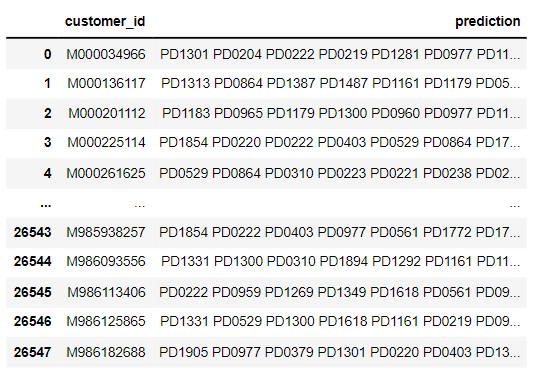 customer_id prediction
0 M000034966 PD1301 PD0204 PD0222 PD0219 PD1281 PD0977 PD11...
1 M000136117 PD1313 PD0864 PD1387 PD1487 PD1161 PD1179 PD05...
2 M000201112 PD1183 PD0965 PD1179 PD1300 PD0960 PD0977 PD11...
3 M000225114 PD1854 PD0220 PD0222 PD0403 PD0529 PD0864 PD17...
4 M000261625 PD0529 PD0864 PD0310 PD0223 PD0221 PD0238 PD02...
... ... ...
26543 M985938257 PD1854 PD0222 PD0403 PD0977 PD0561 PD1772 PD17...
26544 M986093556 PD1331 PD1300 PD0310 PD1894 PD1292 PD1161 PD11...
26545 M986113406 PD0222 PD0959 PD1269 PD1349 PD1618 PD0561 PD09...
26546 M986125865 PD1331 PD0529 PD1300 PD1618 PD1161 PD0219 PD09...
26547 M986182688 PD1905 PD0977 PD0379 PD1301 PD0220 PD0403 PD13...